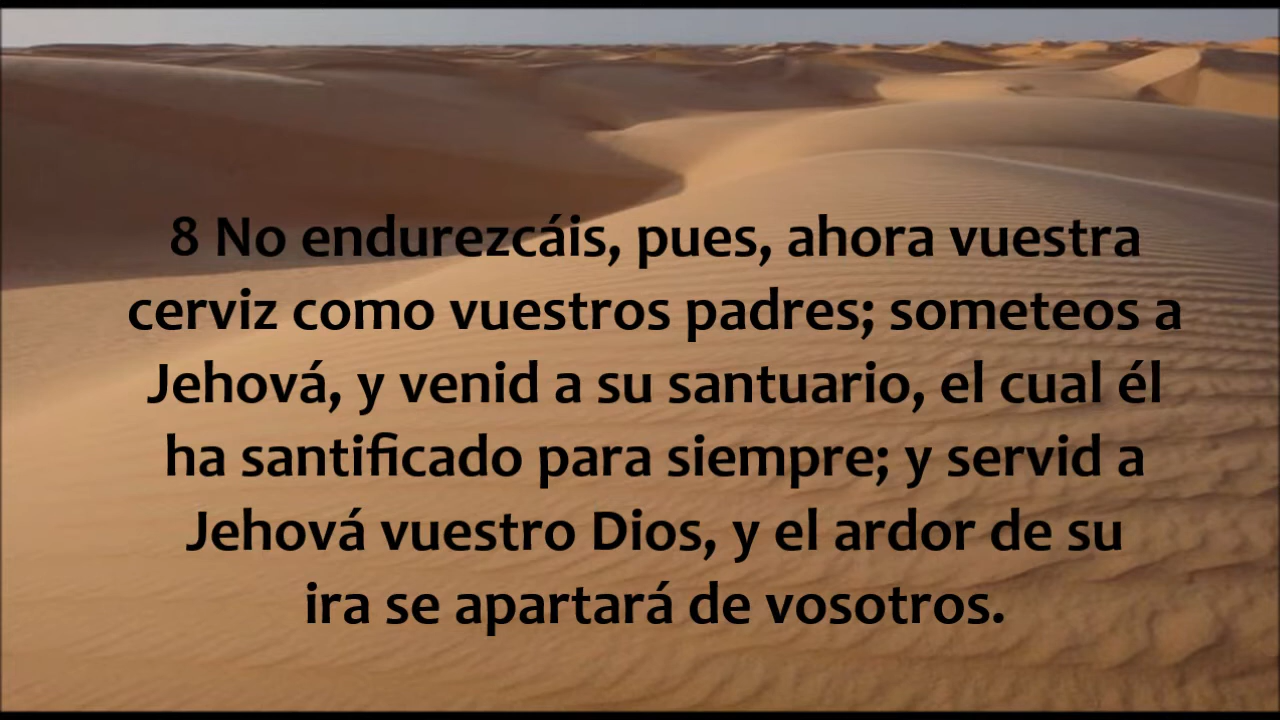 8 No endurezcáis, pues, ahora vuestra
cerviz como vuestros padres; someteos a
Jehová, y venid a su santuario, el cual él
ha santificado para siempre; y servid a
Jehová vuestro Dios, y el ardor de su
ira se apartará de vosotros.